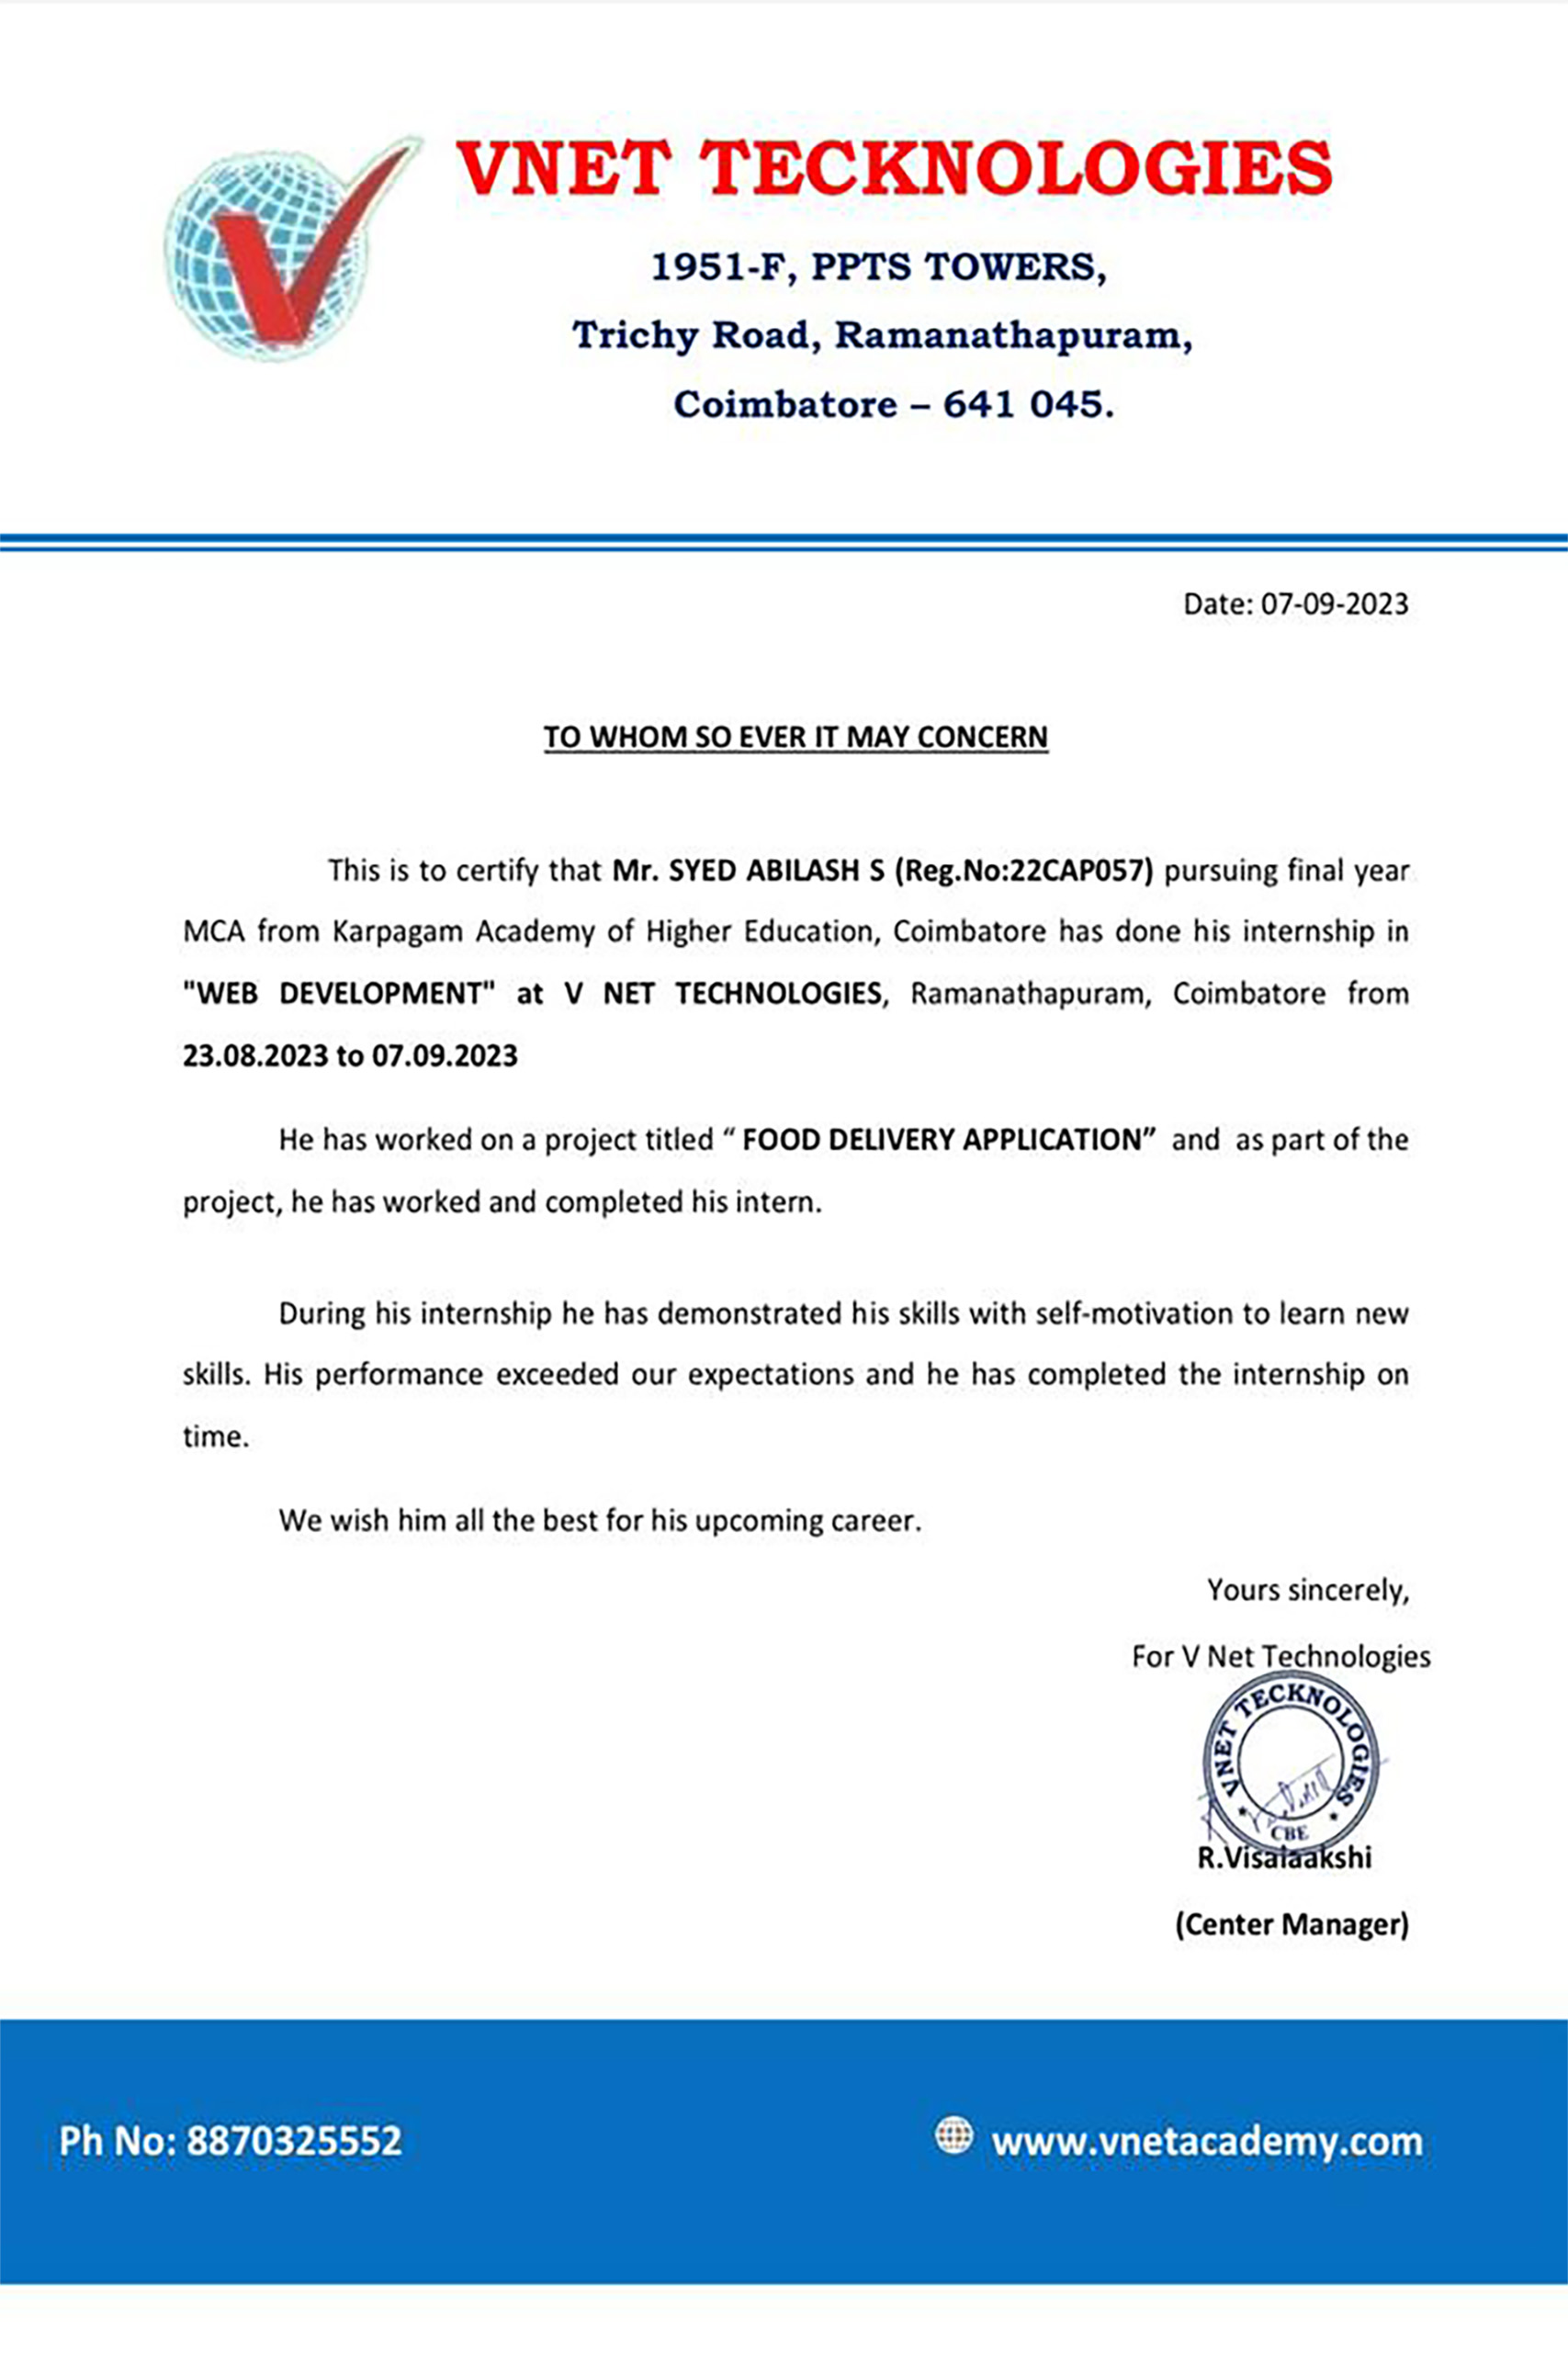 VNET TECKNOLOGIES
1951-F, PPTS TOWERS,
Trichy Road, Ramanathapuram,
Coimbatore – 641 045.
Date: 07-09-2023
TO WHOM SO EVER IT MAY CONCERN
This is to certify that Mr. SYED ABILASH S (Reg.No:22CAP057) pursuing final year
MCA from Karpagam Academy of Higher Education, Coimbatore has done his internship in
"WEB DEVELOPMENT" at V NET TECHNOLOGIES, Ramanathapuram, Coimbatore from
23.08.2023 to 07.09.2023
He has worked on a project titled “ FOOD DELIVERY APPLICATION” and as part of the
project, he has worked and completed his intern.
During his internship he has demonstrated his skills with self-motivation to learn new
skills. His performance exceeded our expectations and he has completed the internship on
time.
We wish him all the best for his upcoming career.
Yours sincerely,
For V Net Technologies
VNET TECKNOLOGIES
CBE
R.Visalaakshi
(Center Manager)
Ph No: 8870325552
www.vnetacademy.com